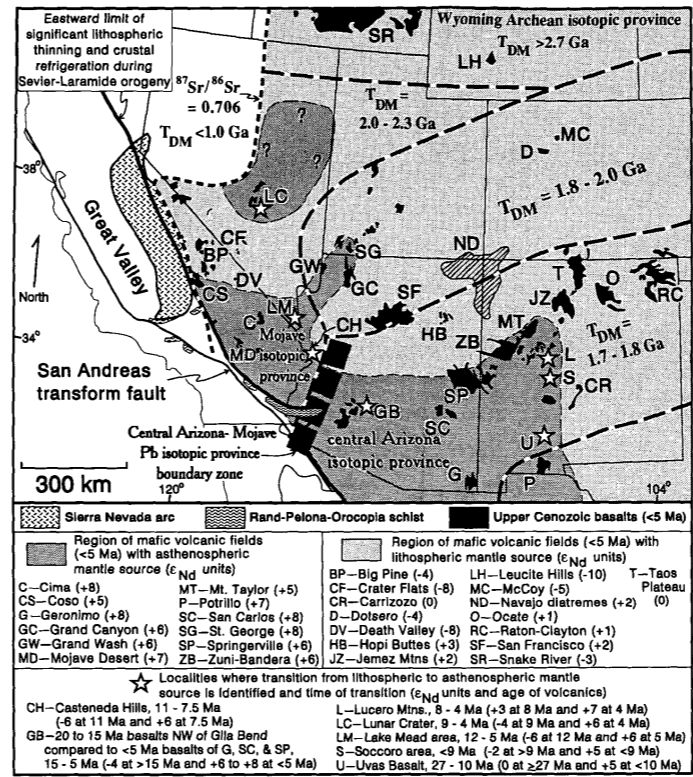 Eastward limit of
significant lithospheric
thinning and crustal
refrigeration during
Sevier-Laramide orogeny
SR
Wyoming Archean isotopic province
T DM >2.7 Ga
LH
87Sr/86Sr
= 0.706
T DM <1.0 Ga
T DM =
2.0 - 2.3 Ga
?
?
?
MC
D
T DM = 1.8 - 2.0 Ga
38°
LC
Great Valley
CF
BP
DV
CS
GW
SG
GC
ND
T
O
RC
JZ
North
LM
C
Mojave
isotopic
province
MD
CH
SF
HB
MT
ZB
T DM =
1.7 - 1.8 Ga
34°
San Andreas
transform fault
L
S
CR
SP
SC
GB
U
Central Arizona- Mojave
Pb isotopic province
boundary zone
central Arizona
isotopic province
G
P
300 km
120°
104°
Sierra Nevada arc
Rand-Pelona-Orocopia schist
Upper Cenozoic basalts (<5 Ma)
Region of mafic volcanic fields
(<5 Ma) with asthenospheric
mantle source (εNd units)
C–Cima (+8)
CS–Coso (+5)
G–Geronimo (+8)
GC–Grand Canyon (+6)
GW–Grand Wash (+6)
MD–Mojave Desert (+7)
MT–Mt. Taylor (+5)
P–Potrillo (+7)
SC–San Carlos (+8)
SG–St. George (+8)
SP–Springerville (+6)
ZB–Zuni-Bandera (+6)
Region of mafic volcanic fields (<5 Ma) with
lithospheric mantle source (εNd units)
BP–Big Pine (-4)
CF–Crater Flats (-8)
CR–Carrizozo (0)
D–Dotsero (-4)
DV–Death Valley (-8)
HB–Hopi Buttes (+3)
JZ–Jemez Mtns (+2)
LH–Leucite Hills (-10)
MC–McCoy (-5)
ND–Navajo diatremes (+2)
O–Ocate (+1)
RC–Raton-Clayton (+1)
SF–San Francisco (+2)
SR–Snake River (-3)
T–Taos
Plateau
(0)
Localities where transition from lithospheric to asthenospheric mantle
source is identified and time of transition (εNd units and age of volcanics)
CH–Casteneda Hills, 11 - 7.5 Ma
(-6 at 11 Ma and +6 at 7.5 Ma)
GB–20 to 15 Ma basalts NW of Gila Bend
compared to <5 Ma basalts of G, SC, & SP,
15 - 5 Ma (-4 at >15 Ma and +6 to +8 at <5 Ma)
L–Lucero Mtns., 8 - 4 Ma (+3 at 8 Ma and +7 at 4 Ma)
LC–Lunar Crater, 9 - 4 Ma (-4 at 9 Ma and +6 at 4 Ma)
LM–Lake Mead area, 12 - 5 Ma (-6 at 12 Ma and +6 at 5 Ma)
S–Soccoro area, <9 Ma (-2 at >9 Ma and +5 at <9 Ma)
U–Uvas Basalt, 27 - 10 Ma (0 at ≥27 Ma and +5 at <10 Ma)